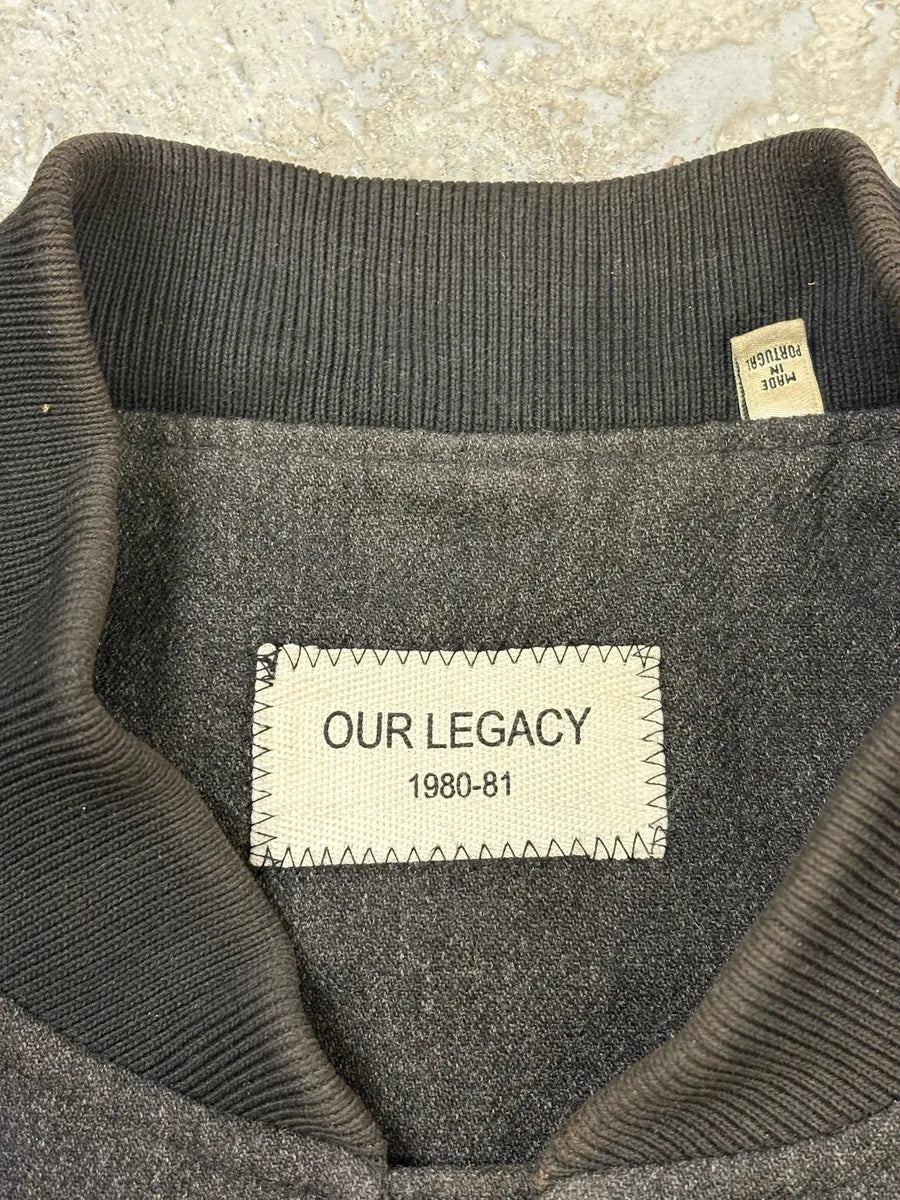 MADE
IN
PORTUGAL
OUR LEGACY
1980-81